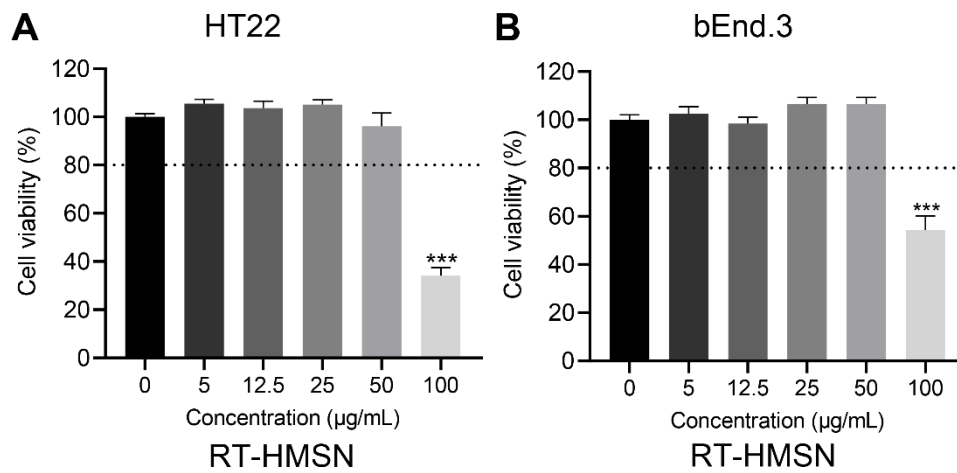 A
HT22
Cell viability (%)
120
100
80
60
40
20
0
***
0 5 12.5 25 50 100
Concentration (µg/mL)
RT-HMSN
B
bEnd.3
Cell viability (%)
120
100
80
60
40
20
0
***
0 5 12.5 25 50 100
Concentration (µg/mL)
RT-HMSN